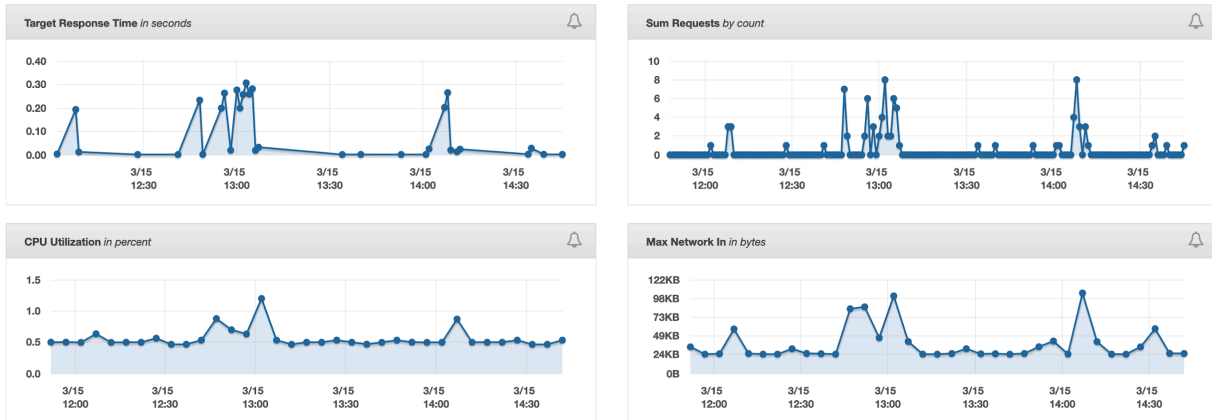 Target Response Time in seconds
0.40
0.30
0.20
0.10
0.00
3/15 3/15 3/15 3/15 3/15
12:30 13:00 13:30 14:00 14:30
Sum Requests by count
10
8
6
4
2
0
3/15 3/15 3/15 3/15 3/15 3/15
12:00 12:30 13:00 13:30 14:00 14:30
CPU Utilization in percent
1.5
1.0
0.5
0.0
3/15 3/15 3/15 3/15 3/15 3/15
12:00 12:30 13:00 13:30 14:00 14:30
Max Network In in bytes
122KB
98KB
73KB
49KB
24KB
0B
3/15 3/15 3/15 3/15 3/15 3/15
12:00 12:30 13:00 13:30 14:00 14:30